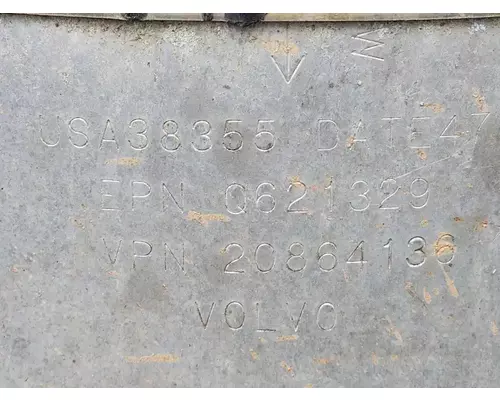 USA38355 DATE47
EPN 0621329
VPN 20864136
VOLVO